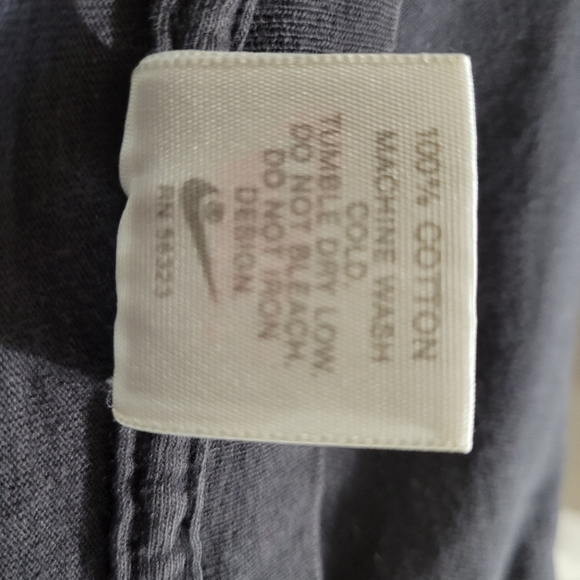 100% COTTON
MACHINE WASH
COLD.
TUMBLE DRY LOW.
DO NOT BLEACH.
DO NOT IRON
DESIGN
RN 56323